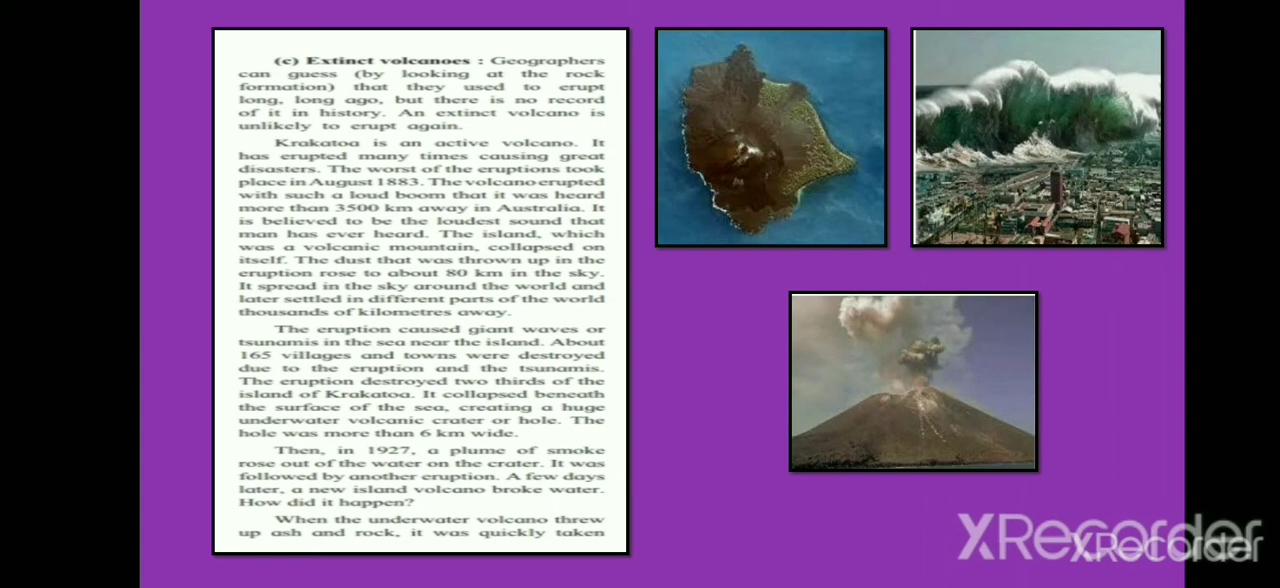 (c) Extinct volcanoes : Geographers
can guess (by looking at the rock
formation) that they used to erupt
long, long ago, but there is no record
of it in history. An extinct volcano is
unlikely to erupt again.
Krakatoa is an active volcano. It
has erupted many times causing great
disasters. The worst of the eruptions took
place in August 1883. The volcano erupted
with such a loud boom that it was heard
more than 3500 km away in Australia. It
is believed to be the loudest sound that
man has ever heard. The island, which
was a volcanic mountain, collapsed on
itself. The dust that was thrown up in the
eruption rose to about 80 km in the sky.
It spread in the sky around the world and
later settled in different parts of the world
thousands of kilometres away.
The eruption caused giant waves or
tsunamis in the sea near the island. About
165 villages and towns were destroyed
due to the eruption and the tsunamis.
The eruption destroyed two thirds of the
island of Krakatoa. It collapsed beneath
the surface of the sea, creating a huge
underwater volcanic crater or hole. The
hole was more than 6 km wide.
Then, in 1927, a plume of smoke
rose out of the water on the crater. It was
followed by another eruption. A few days
later, a new island volcano broke water.
How did it happen?
When the underwater volcano threw
up ash and rock, it was quickly taken
XRecorder
XRecorder